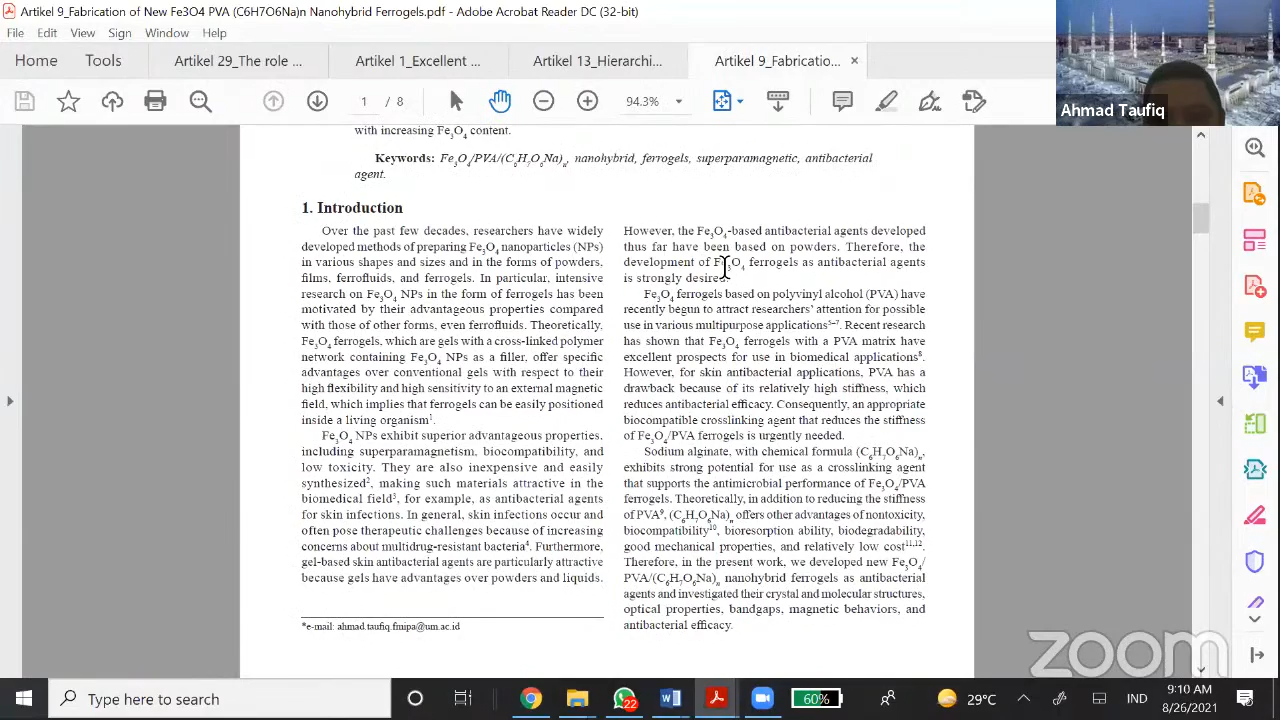 Artikel 9_Fabrication of New Fe3O4 PVA (C6H7O6Na)n Nanohybrid Ferrogels.pdf - Adobe Acrobat Reader DC (32-bit)
File Edit View Sign Window Help
Home Tools Artikel 29_The role ... Artikel 1_Excellent ... Artikel 13_Hierarchi... Artikel 9_Fabricatio... ×
1 / 8 94.3%
Ahmad Taufiq
with increasing Fe3O4 content.
Keywords: Fe3O4/PVA/(C6H7O6Na)n, nanohybrid, ferrogels, superparamagnetic, antibacterial
agent.
1. Introduction
Over the past few decades, researchers have widely
developed methods of preparing Fe3O4 nanoparticles (NPs)
in various shapes and sizes and in the forms of powders,
films, ferrofluids, and ferrogels. In particular, intensive
research on Fe3O4 NPs in the form of ferrogels has been
motivated by their advantageous properties compared
with those of other forms, even ferrofluids. Theoretically,
Fe3O4 ferrogels, which are gels with a cross-linked polymer
network containing Fe3O4 NPs as a filler, offer specific
advantages over conventional gels with respect to their
high flexibility and high sensitivity to an external magnetic
field, which implies that ferrogels can be easily positioned
inside a living organism1.
Fe3O4 NPs exhibit superior advantageous properties,
including superparamagnetism, biocompatibility, and
low toxicity. They are also inexpensive and easily
synthesized2, making such materials attractive in the
biomedical field3, for example, as antibacterial agents
for skin infections. In general, skin infections occur and
often pose therapeutic challenges because of increasing
concerns about multidrug-resistant bacteria4. Furthermore,
gel-based skin antibacterial agents are particularly attractive
because gels have advantages over powders and liquids.
*e-mail: ahmad.taufiq.fmipa@um.ac.id
However, the Fe3O4-based antibacterial agents developed
thus far have been based on powders. Therefore, the
development of Fe3O4 ferrogels as antibacterial agents
is strongly desired.
Fe3O4 ferrogels based on polyvinyl alcohol (PVA) have
recently begun to attract researchers' attention for possible
use in various multipurpose applications5–7. Recent research
has shown that Fe3O4 ferrogels with a PVA matrix have
excellent prospects for use in biomedical applications8.
However, for skin antibacterial applications, PVA has a
drawback because of its relatively high stiffness, which
reduces antibacterial efficacy. Consequently, an appropriate
biocompatible crosslinking agent that reduces the stiffness
of Fe3O4/PVA ferrogels is urgently needed.
Sodium alginate, with chemical formula (C6H7O6Na)n,
exhibits strong potential for use as a crosslinking agent
that supports the antimicrobial performance of Fe3O4/PVA
ferrogels. Theoretically, in addition to reducing the stiffness
of PVA9, (C6H7O6Na)n offers other advantages of nontoxicity,
biocompatibility10, bioresorption ability, biodegradability,
good mechanical properties, and relatively low cost11,12.
Therefore, in the present work, we developed new Fe3O4/
PVA/(C6H7O6Na)n nanohybrid ferrogels as antibacterial
agents and investigated their crystal and molecular structures,
optical properties, bandgaps, magnetic behaviors, and
antibacterial efficacy.
zoom
Type here to search 22 60% 29°C IND 9:10 AM
8/26/2021